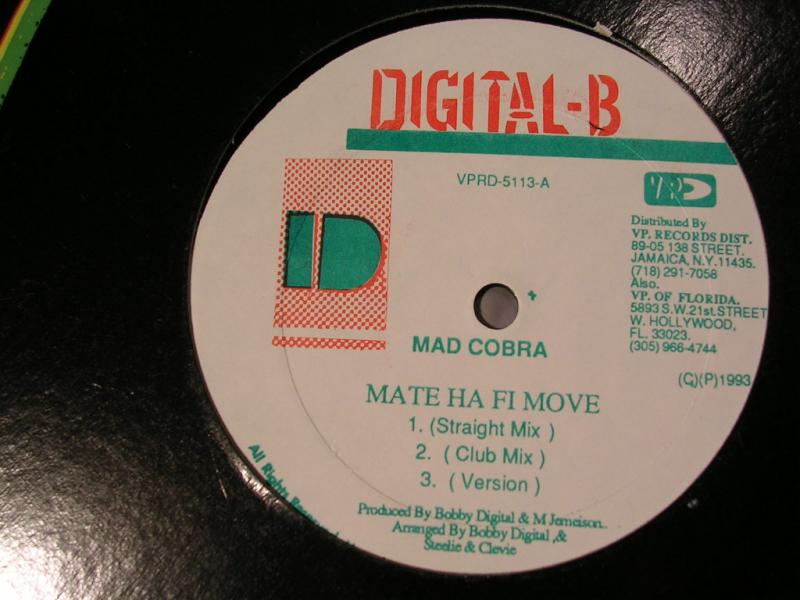 DIGITAL-B
VPRD-5113-A
VP
Distributed By
VP. RECORDS DIST.
89-05 138 STREET,
JAMAICA, N.Y. 11435.
(718) 291-7058
Also.
VP. OF FLORIDA.
5893 S.W. 21st. STREET
W. HOLLYWOOD,
FL. 33023.
(305) 966-4744
D
MAD COBRA
(C)(P)1993
MATE HA FI MOVE
1. (Straight Mix )
2. ( Club Mix )
3. ( Version )
Produced By Bobby Digital & M Jemeison..
Arranged By Bobby Digital ,&
Steelie & Clevie
All Rights